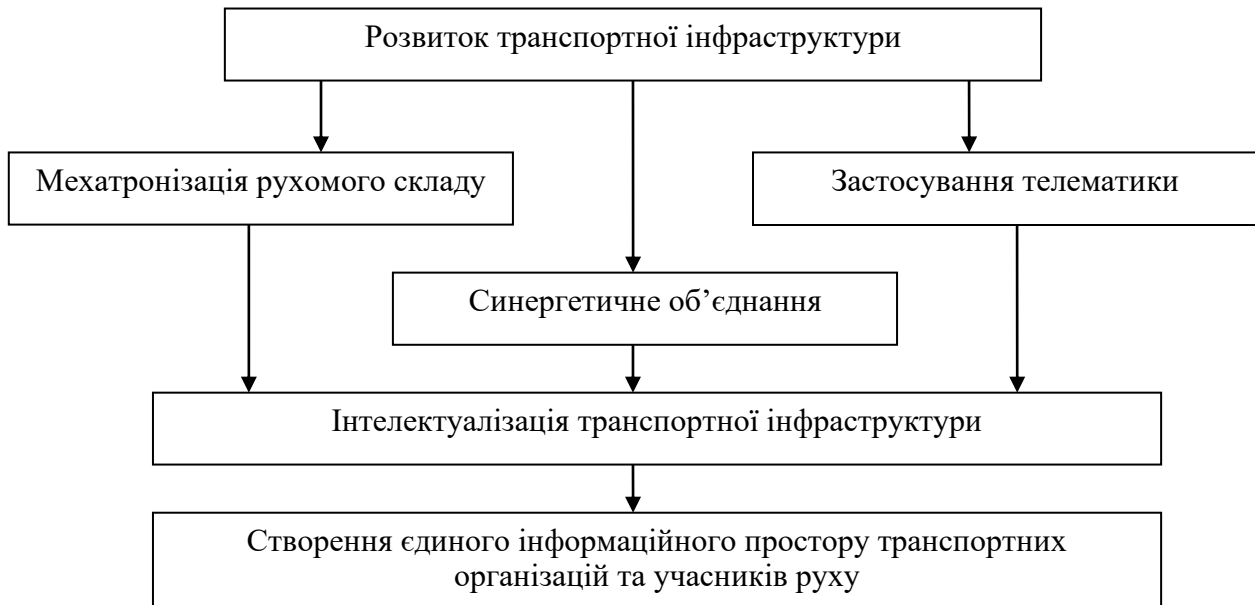 Розвиток транспортної інфраструктури
Мехатронізація рухомого складу
Застосування телематики
Синергетичне об’єднання
Інтелектуалізація транспортної інфраструктури
Створення єдиного інформаційного простору транспортних
організацій та учасників руху